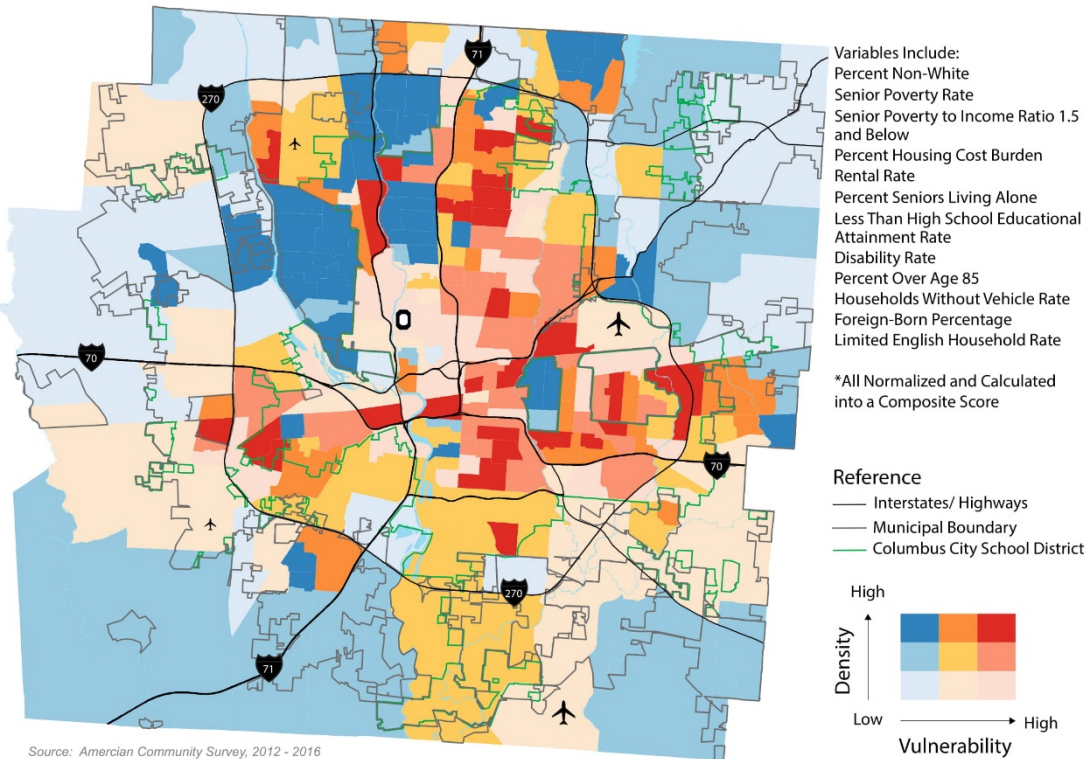 71
270
70
70
270
71
Variables Include:
Percent Non-White
Senior Poverty Rate
Senior Poverty to Income Ratio 1.5
and Below
Percent Housing Cost Burden
Rental Rate
Percent Seniors Living Alone
Less Than High School Educational
Attainment Rate
Disability Rate
Percent Over Age 85
Households Without Vehicle Rate
Foreign-Born Percentage
Limited English Household Rate
*All Normalized and Calculated
into a Composite Score
Reference
Interstates/ Highways
Municipal Boundary
Columbus City School District
High
Density
Low
High
Vulnerability
Source: Amercian Community Survey, 2012 - 2016